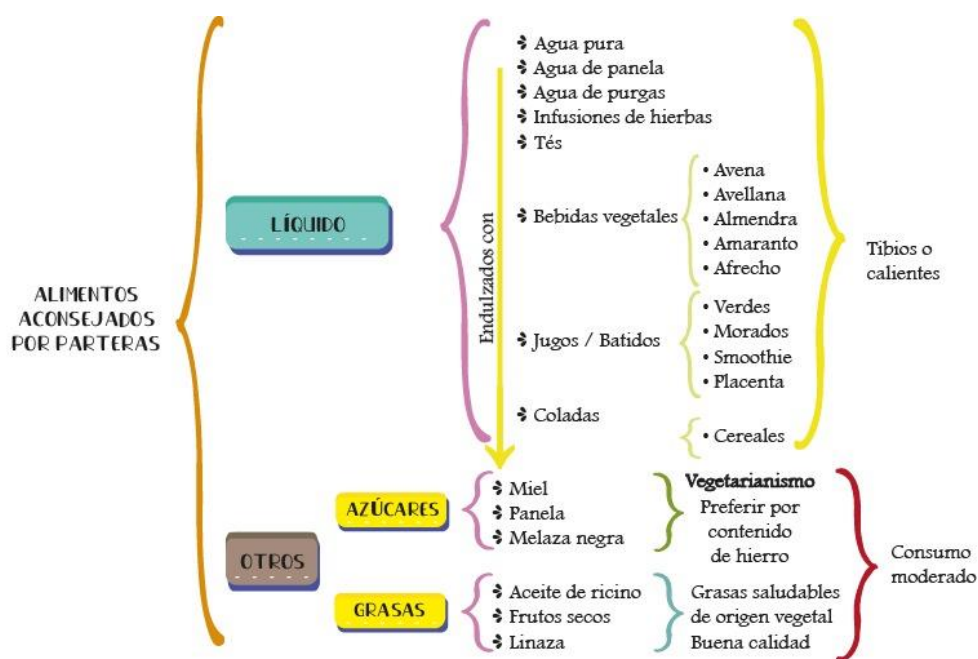 ALIMENTOS
ACONSEJADOS
POR PARTERAS
LÍQUIDO
Endulzados con
Agua pura
Agua de panela
Agua de purgas
Infusiones de hierbas
Tés
Bebidas vegetales
• Avena
• Avellana
• Almendra
• Amaranto
• Afrecho
Jugos / Batidos
• Verdes
• Morados
• Smoothie
• Placenta
Coladas
• Cereales
Tibios o
calientes
OTROS
AZÚCARES
Miel
Panela
Melaza negra
Vegetarianismo
Preferir por
contenido
de hierro
GRASAS
Aceite de ricino
Frutos secos
Linaza
Grasas saludables
de origen vegetal
Buena calidad
Consumo
moderado